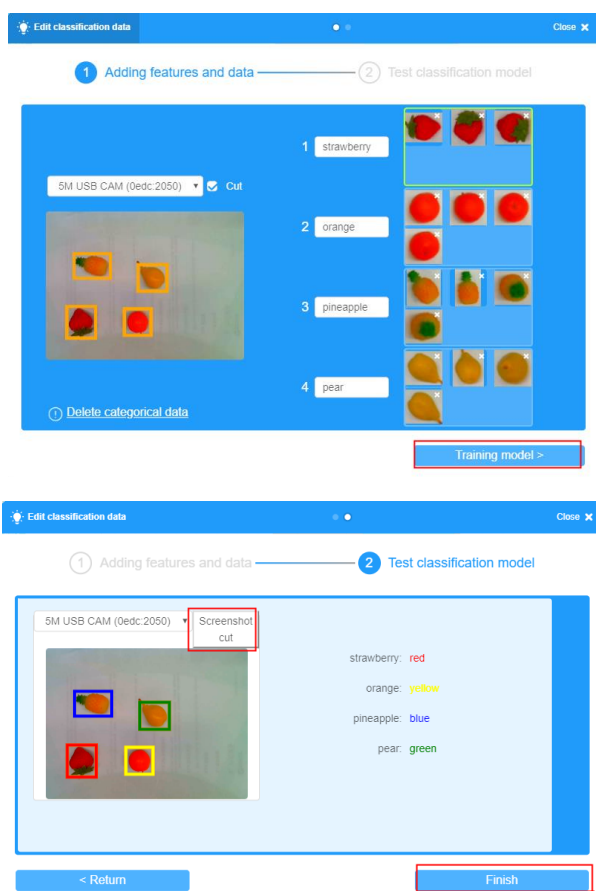 Edit classification data
Close ✖
1 Adding features and data
2 Test classification model
1 strawberry
5M USB CAM (0edc:2050)
Cut
2 orange
3 pineapple
4 pear
Delete categorical data
Training model >
Edit classification data
Close ✖
1 Adding features and data
2 Test classification model
5M USB CAM (0edc:2050)
Screenshot
cut
strawberry: red
orange: yellow
pineapple: blue
pear: green
< Return
Finish